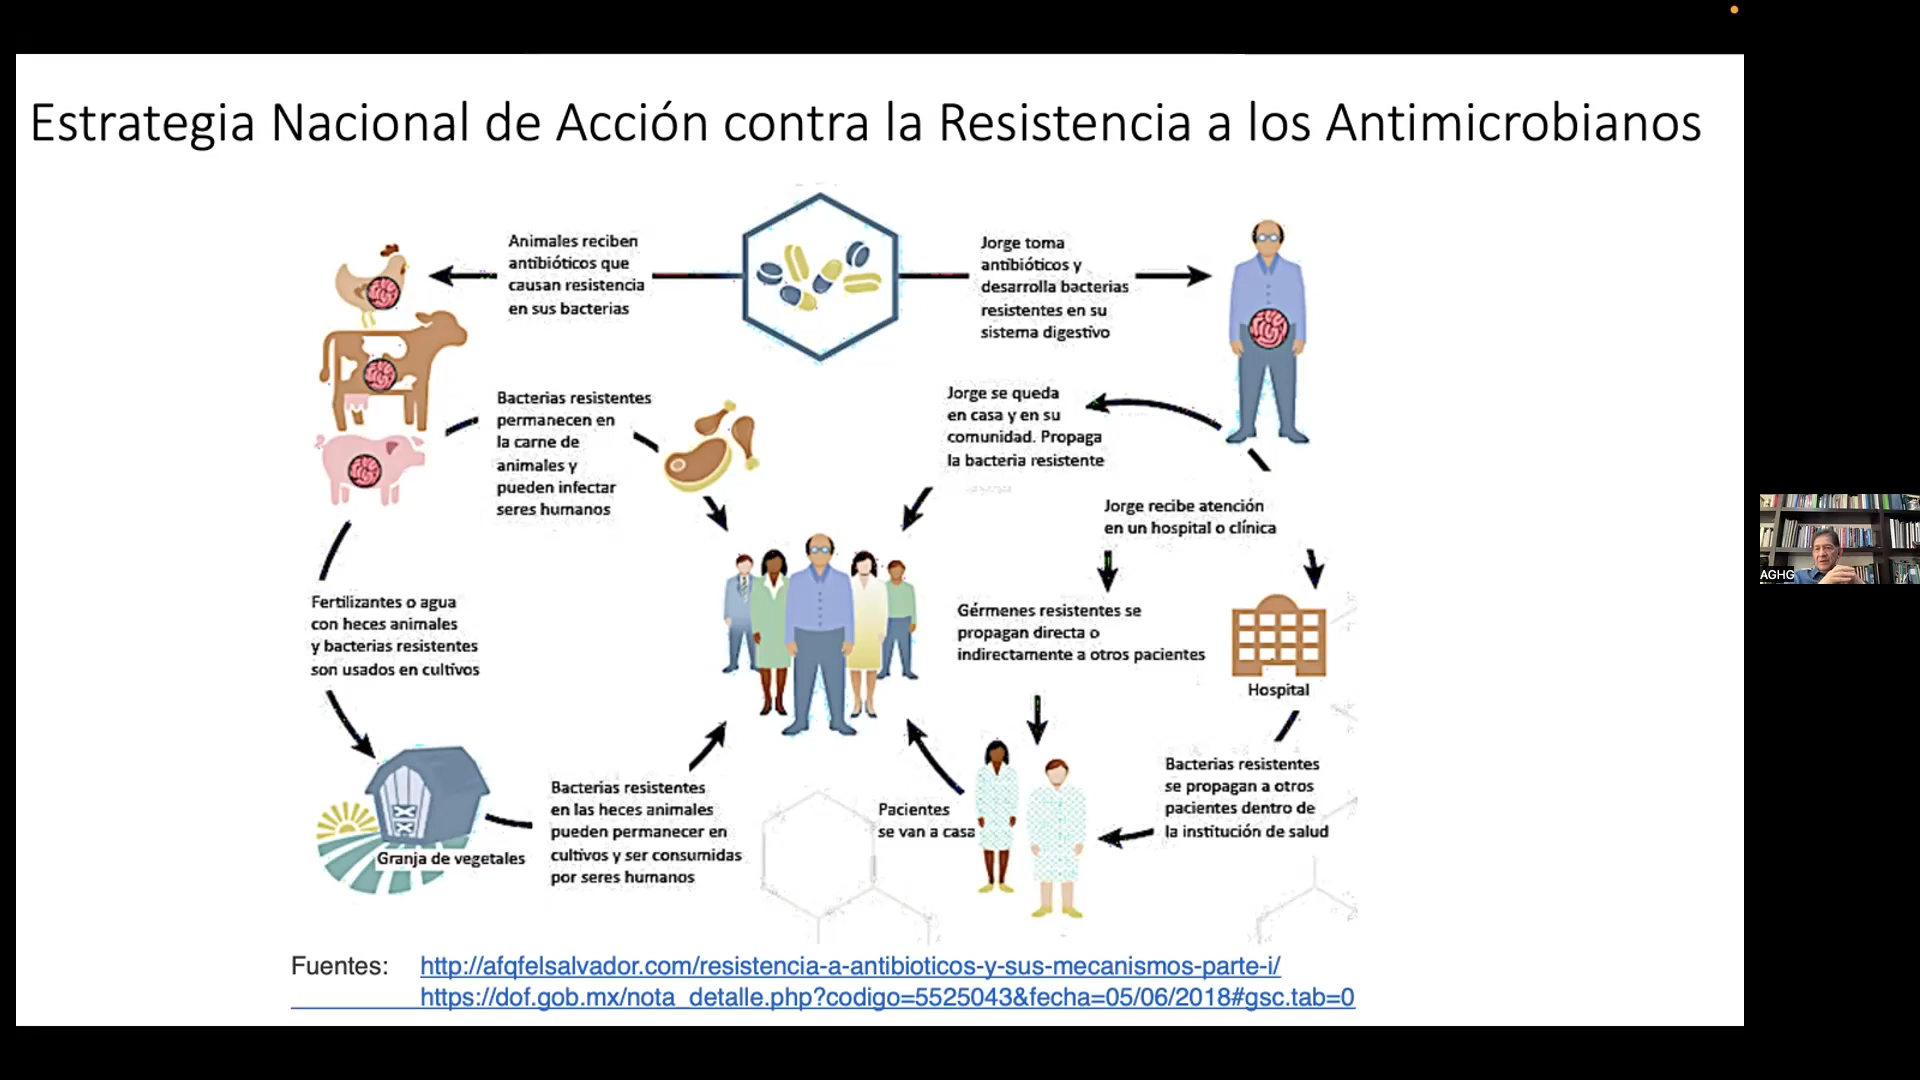 Estrategia Nacional de Acción contra la Resistencia a los Antimicrobianos
Animales reciben
antibióticos que
causan resistencia
en sus bacterias
Jorge toma
antibióticos y
desarrolla bacterias
resistentes en su
sistema digestivo
Bacterias resistentes
permanecen en
la carne de
animales y
pueden infectar
seres humanos
Jorge se queda
en casa y en su
comunidad. Propaga
la bacteria resistente
Jorge recibe atención
en un hospital o clínica
Fertilizantes o agua
con heces animales
y bacterias resistentes
son usados en cultivos
Gérmenes resistentes se
propagan directa o
indirectamente a otros pacientes
Hospital
Granja de vegetales
Bacterias resistentes
en las heces animales
pueden permanecer en
cultivos y ser consumidas
por seres humanos
Pacientes
se van a casa
Bacterias resistentes
se propagan a otros
pacientes dentro de
la institución de salud
Fuentes: http://afqfelsalvador.com/resistencia-a-antibioticos-y-sus-mecanismos-parte-i/
https://dof.gob.mx/nota_detalle.php?codigo=5525043&fecha=05/06/2018#gsc.tab=0
AGHG